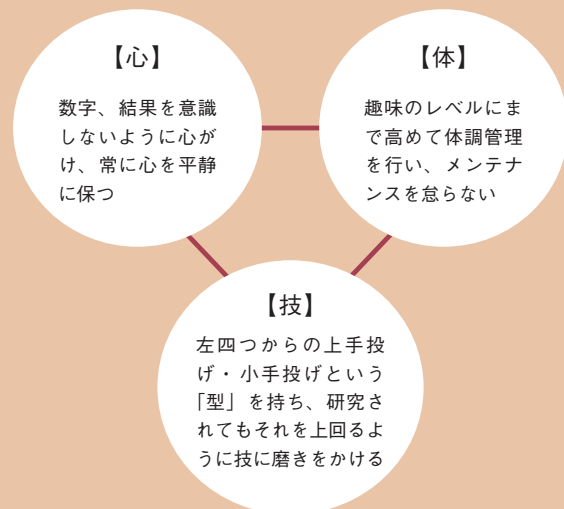 【心】
数字、結果を意識
しないように心が
け、常に心を平静
に保つ
【体】
趣味のレベルにま
で高めて体調管理
を行い、メンテナ
ンスを怠らない
【技】
左四つからの上手投
げ・小手投げという
「型」を持ち、研究さ
れてもそれを上回るよ
うに技に磨きをかける